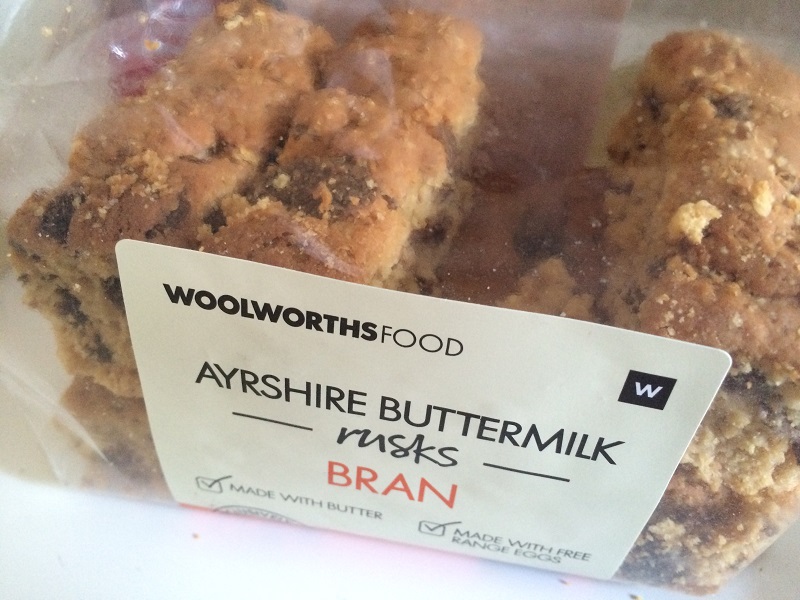 WOOLWORTHSFOOD
W
AYRSHIRE BUTTERMILK
rusks
BRAN
MADE WITH BUTTER
MADE WITH FREE
RANGE EGGS